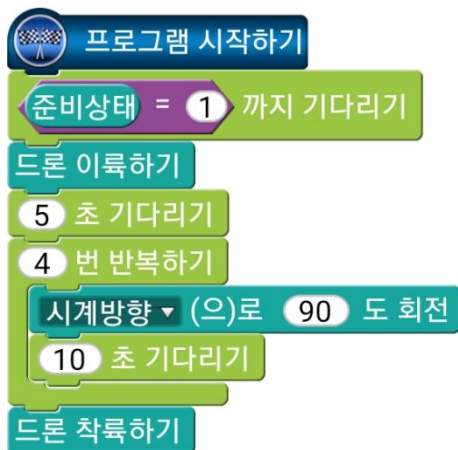 프로그램 시작하기
준비상태 = 1 까지 기다리기
드론 이륙하기
5 초 기다리기
4 번 반복하기
시계방향 (으)로 90 도 회전
10 초 기다리기
드론 착륙하기